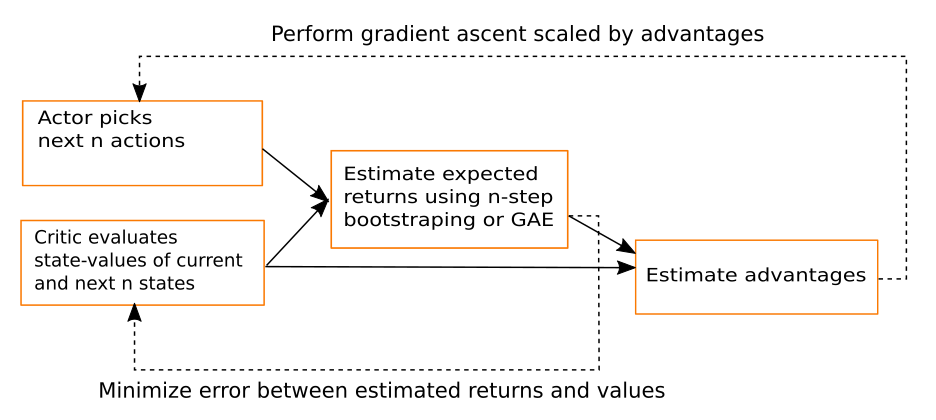 Perform gradient ascent scaled by advantages
Actor picks
next n actions
Estimate expected
returns using n-step
bootstraping or GAE
Critic evaluates
state-values of current
and next n states
Estimate advantages
Minimize error between estimated returns and values